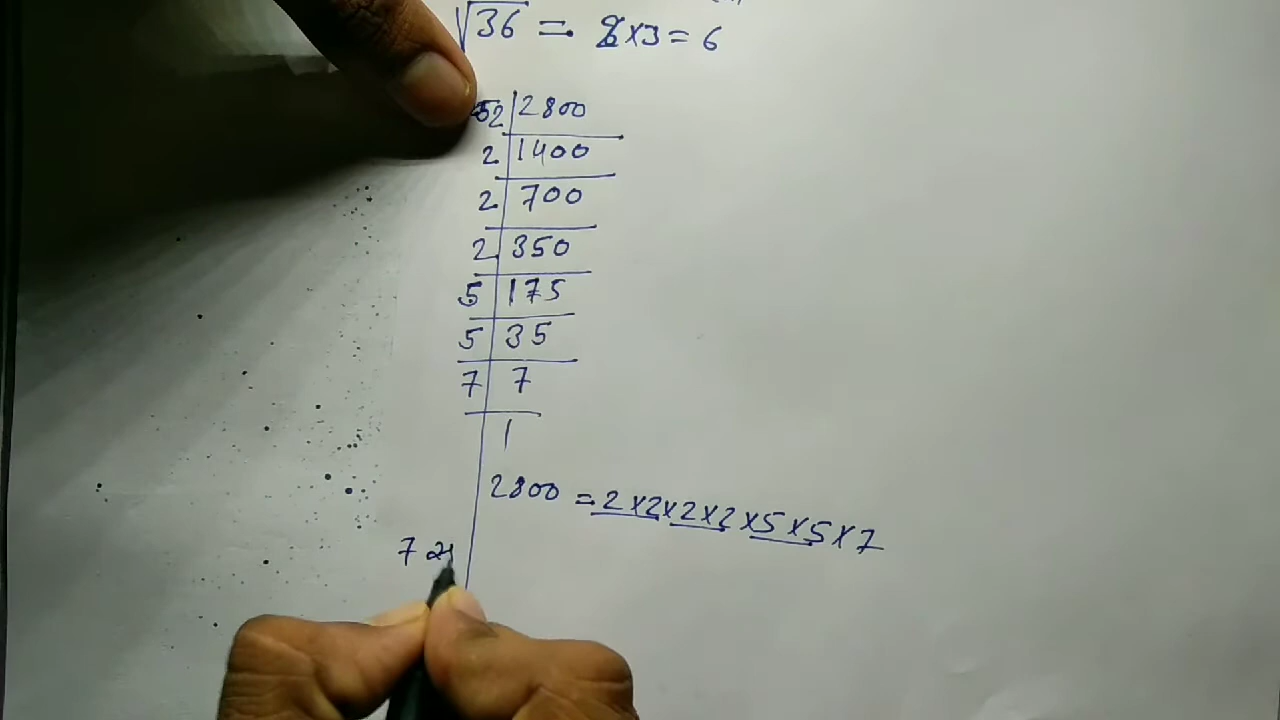 √36 = 2×3 = 6
2 | 2800
2 | 1400
2 | 700
2 | 350
5 | 175
5 | 35
7 | 7
1
2800 = 2×2×2×2×5×5×7
7